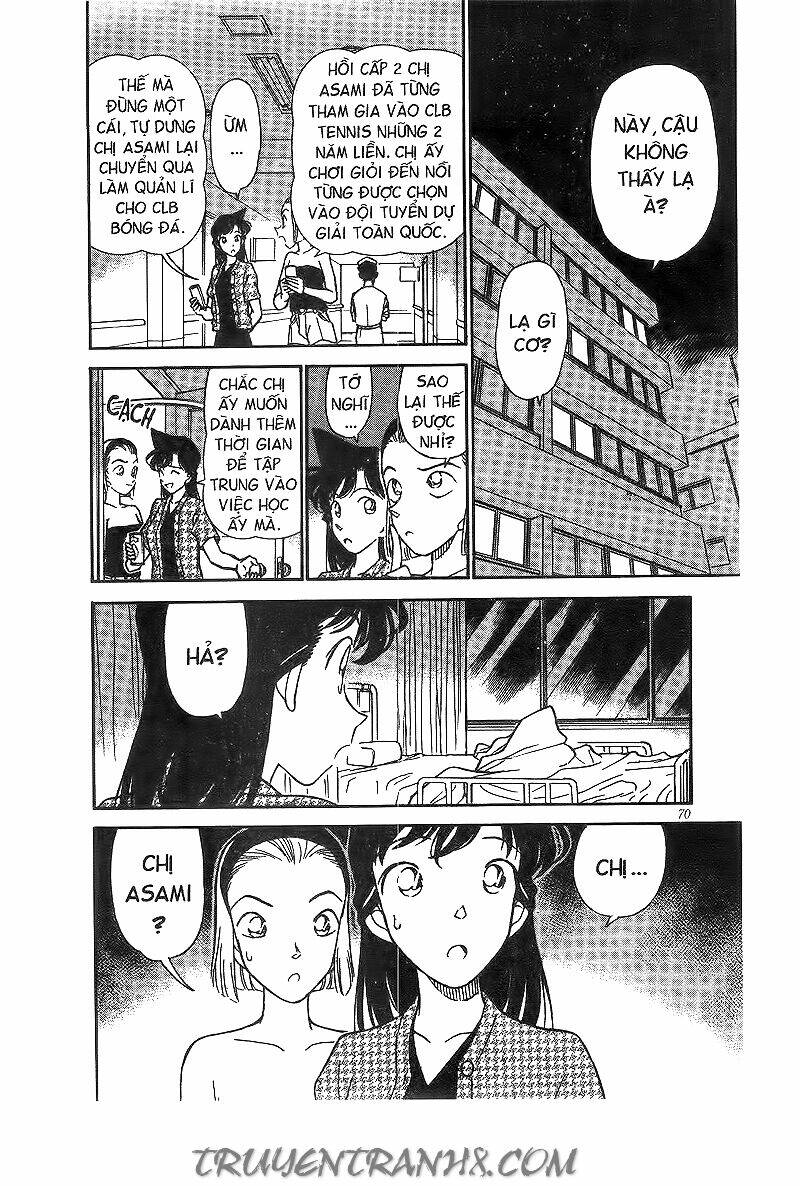 NÀY, CẬU
KHÔNG
THẤY LẠ
À?
LẠ GÌ
CƠ?
HỒI CẤP 2 CHỊ
ASAMI ĐÃ TỪNG
THAM GIA VÀO CLB
TENNIS NHỮNG 2
NĂM LIỀN. CHỊ ẤY
CHƠI GIỎI ĐẾN NỖI
TỪNG ĐƯỢC CHỌN
VÀO ĐỘI TUYỂN DỰ
GIẢI TOÀN QUỐC.
ỪM
...
THẾ MÀ
ĐÙNG MỘT
CÁI, TỰ DƯNG
CHỊ ASAMI LẠI
CHUYỂN QUA
LÀM QUẢN LÍ
CHO CLB
BÓNG ĐÁ.
SAO
LẠI THẾ
ĐƯỢC
NHỈ?
TỚ
NGHĨ
...
CHẮC CHỊ
ẤY MUỐN
DÀNH THÊM
THỜI GIAN
ĐỂ TẬP
TRUNG VÀO
VIỆC HỌC
ẤY MÀ.
CẠCH
HẢ?
70
CHỊ...
CHỊ
ASAMI
?
TRUYENTRANH8.COM